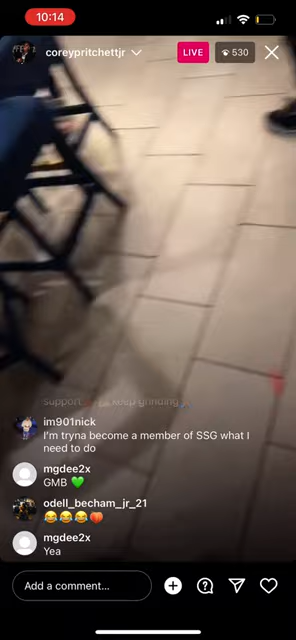 10:14
coreypritchettjr
LIVE
530
support keep grinding
im901nick
I'm tryna become a member of SSG what I
need to do
mgdee2x
GMB 💚
odell_becham_jr_21
😂😂😂💔
mgdee2x
Yea
Add a comment...